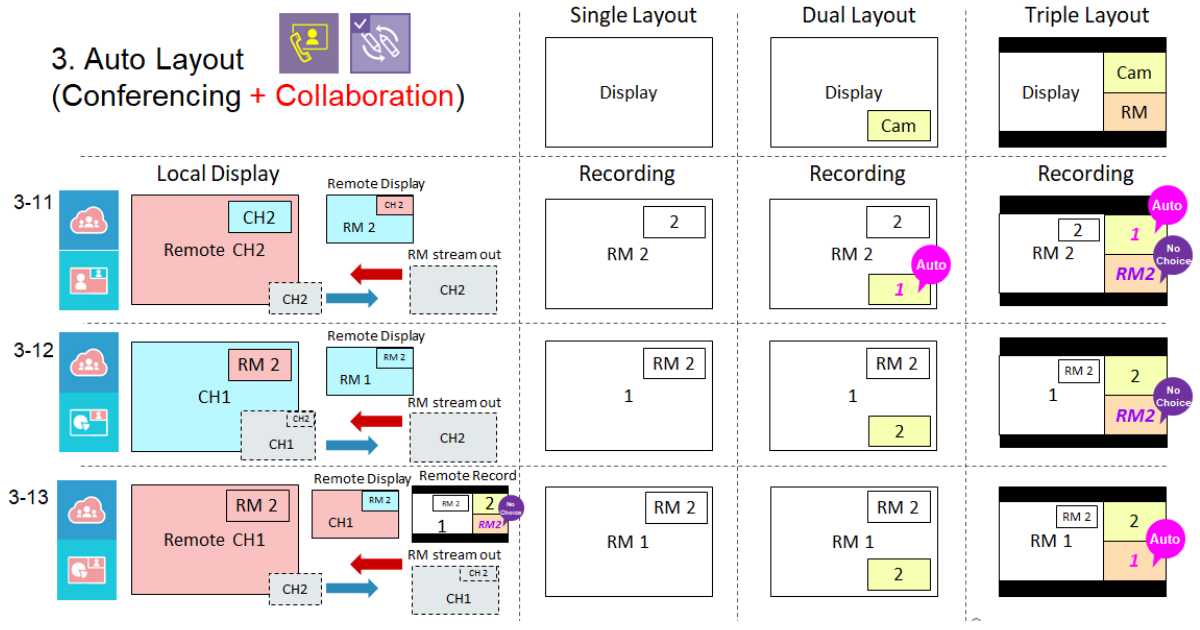 Single Layout
Dual Layout
Triple Layout
3. Auto Layout
(Conferencing + Collaboration)
Display
Display
Cam
Display
Cam
RM
Local Display
Recording
Recording
Recording
3-11
CH2
Remote CH2
CH2
Remote Display
CH 2
RM 2
RM stream out
CH2
2
RM 2
2
RM 2
Auto
1
2
RM 2
Auto
1
No
Choice
RM2
3-12
RM 2
CH1
CH2
CH1
Remote Display
RM 2
RM 1
RM stream out
CH2
RM 2
1
RM 2
1
2
RM 2
1
2
No
Choice
RM2
3-13
RM 2
Remote CH1
CH2
Remote Display
RM 2
CH1
Remote Record
RM 2
1
2
No
Choice
RM2
RM stream out
CH 2
CH1
RM 2
RM 1
RM 2
RM 1
2
RM 2
RM 1
2
Auto
1